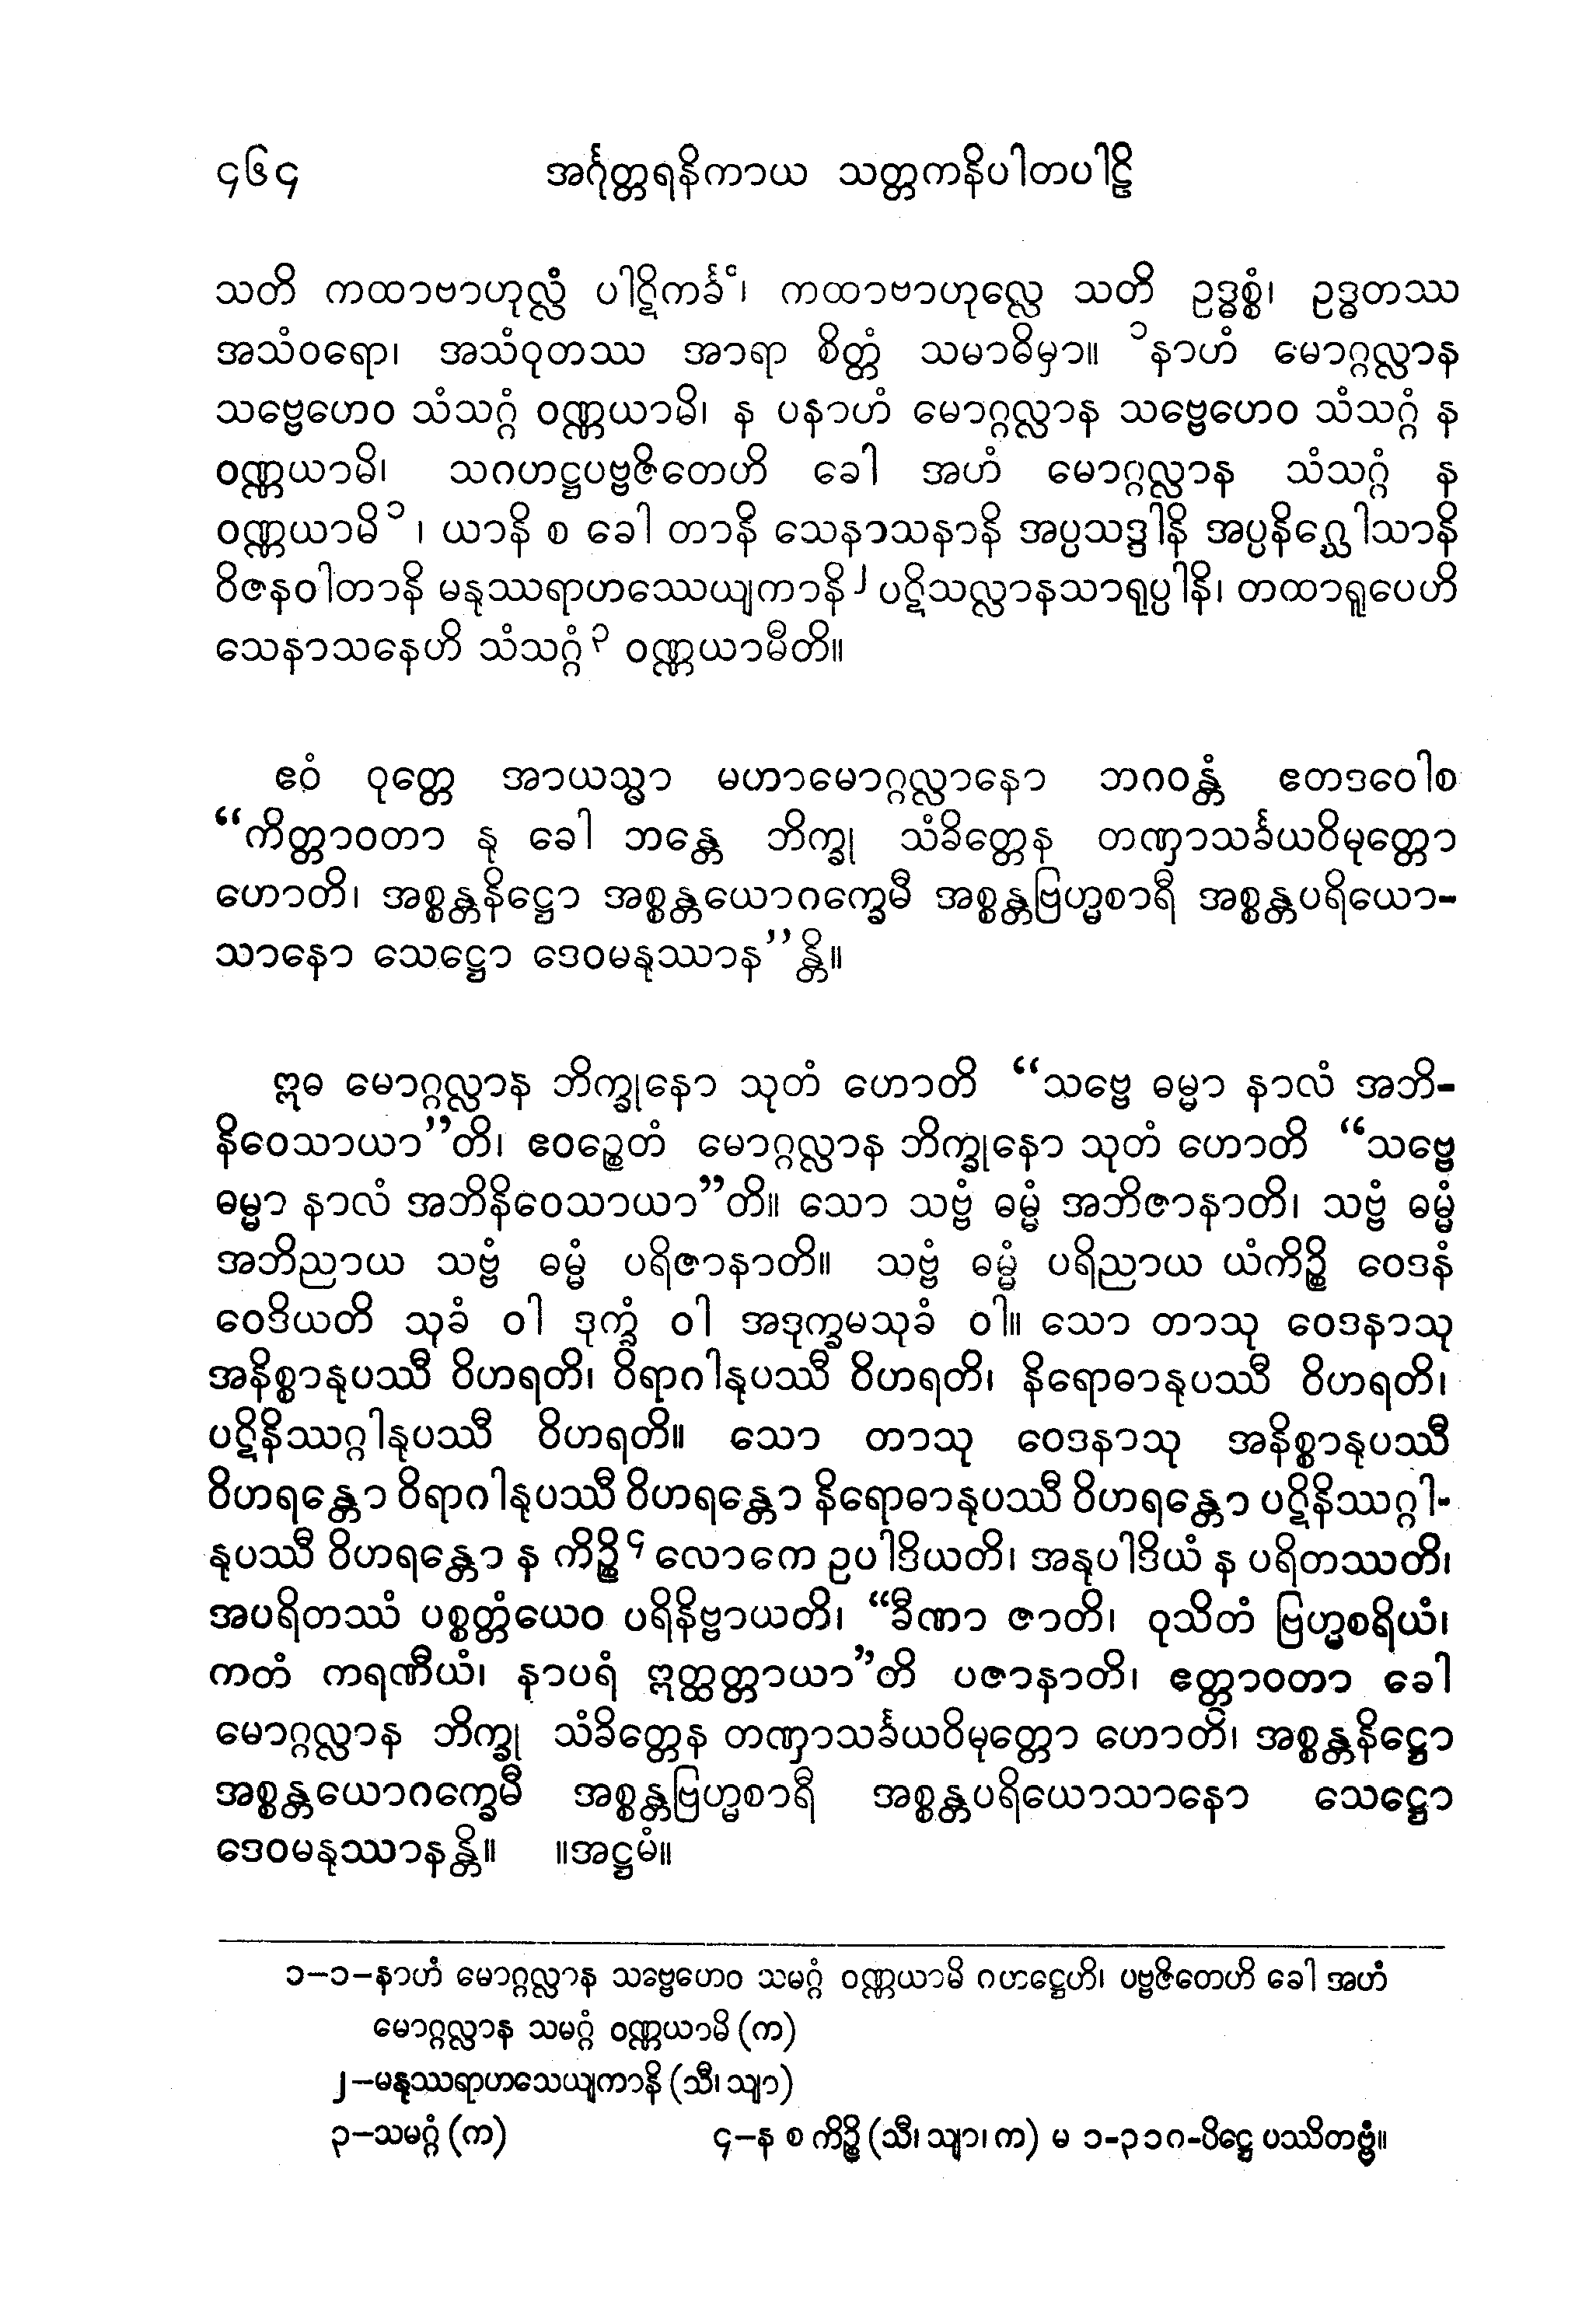 ၄၆၄ အင်္ဂုတ္တရနိကာယ သတ္တကနိပါတပါဠိ
သတိ ကထာဗာဟုလ္လံ ပါဋိကင်္ခံ၊ ကထာဗာဟုလ္လေ သတိ ဥဒ္ဓစ္စံ၊ ဥဒ္ဓတဿ
အသံဝရော၊ အသံဝုတဿ အာရာ စိတ္တံ သမာဓိမှာ။ ၁နာဟံ မောဂ္ဂလ္လာန
သဗ္ဗေဟေဝ သံသဂ္ဂံ ဝဏ္ဏယာမိ၊ န ပနာဟံ မောဂ္ဂလ္လာန သဗ္ဗေဟေဝ သံသဂ္ဂံ န
ဝဏ္ဏယာမိ၊ သဂဟဋ္ဌပဗ္ဗဇိတေဟိ ခေါ အဟံ မောဂ္ဂလ္လာန သံသဂ္ဂံ န
ဝဏ္ဏယာမိ၁ ၊ ယာနိ စ ခေါ တာနိ သေနာသနာနိ အပ္ပသဒ္ဒါနိ အပ္ပနိဂ္ဃေါသာနိ
ဝိဇနဝါတာနိ မနုဿရာဟဿေယျကာနိ၂ ပဋိသလ္လာနသာရုပ္ပါနိ၊ တထာရူပေဟိ
သေနာသနေဟိ သံသဂ္ဂံ၃ ဝဏ္ဏယာမီတိ။
ဧဝံ ဝုတ္တေ အာယသ္မာ မဟာမောဂ္ဂလ္လာနော ဘဂဝန္တံ ဧတဒဝေါစ
“ကိတ္တာဝတာ နု ခေါ ဘန္တေ ဘိက္ခု သံခိတ္တေန တဏှာသင်္ခယဝိမုတ္တော
ဟောတိ၊ အစ္စန္တနိဋ္ဌော အစ္စန္တယောဂက္ခေမီ အစ္စန္တဗြဟ္မစာရီ အစ္စန္တပရိယော-
သာနော သေဋ္ဌော ဒေဝမနုဿာန”န္တိ။
ဣဓ မောဂ္ဂလ္လာန ဘိက္ခုနော သုတံ ဟောတိ “သဗ္ဗေ ဓမ္မာ နာလံ အဘိ-
နိဝေသာယာ”တိ၊ ဧဝဉ္စေတံ မောဂ္ဂလ္လာန ဘိက္ခုနော သုတံ ဟောတိ “သဗ္ဗေ
ဓမ္မာ နာလံ အဘိနိဝေသာယာ”တိ။ သော သဗ္ဗံ ဓမ္မံ အဘိဇာနာတိ၊ သဗ္ဗံ ဓမ္မံ
အဘိညာယ သဗ္ဗံ ဓမ္မံ ပရိဇာနာတိ။ သဗ္ဗံ ဓမ္မံ ပရိညာယ ယံကိဉ္စိ ဝေဒနံ
ဝေဒိယတိ သုခံ ဝါ ဒုက္ခံ ဝါ အဒုက္ခမသုခံ ဝါ။ သော တာသု ဝေဒနာသု
အနိစ္စာနုပဿီ ဝိဟရတိ၊ ဝိရာဂါနုပဿီ ဝိဟရတိ၊ နိရောဓာနုပဿီ ဝိဟရတိ၊
ပဋိနိဿဂ္ဂါနုပဿီ ဝိဟရတိ။ သော တာသု ဝေဒနာသု အနိစ္စာနုပဿီ
ဝိဟရန္တော ဝိရာဂါနုပဿီ ဝိဟရန္တော နိရောဓာနုပဿီ ဝိဟရန္တော ပဋိနိဿဂ္ဂါ-
နုပဿီ ဝိဟရန္တော န ကိဉ္စိ၄ လောကေ ဥပါဒိယတိ၊ အနုပါဒိယံ န ပရိတဿတိ၊
အပရိတဿံ ပစ္စတ္တံယေဝ ပရိနိဗ္ဗာယတိ၊ “ခီဏာ ဇာတိ၊ ဝုသိတံ ဗြဟ္မစရိယံ၊
ကတံ ကရဏီယံ၊ နာပရံ ဣတ္ထတ္တာယာ”တိ ပဇာနာတိ၊ ဧတ္တာဝတာ ခေါ
မောဂ္ဂလ္လာန ဘိက္ခု သံခိတ္တေန တဏှာသင်္ခယဝိမုတ္တော ဟောတိ၊ အစ္စန္တနိဋ္ဌော
အစ္စန္တယောဂက္ခေမီ အစ္စန္တဗြဟ္မစာရီ အစ္စန္တပရိယောသာနော သေဋ္ဌော
ဒေဝမနုဿာနန္တိ။ ။အဋ္ဌမံ။
၁–၁–နာဟံ မောဂ္ဂလ္လာန သဗ္ဗေဟေဝ သမဂ္ဂံ ဝဏ္ဏယာမိ ဂဟဋ္ဌေဟိ၊ ပဗ္ဗဇိတေဟိ ခေါ အဟံ
မောဂ္ဂလ္လာန သမဂ္ဂံ ဝဏ္ဏယာမိ (က)
၂–မနုဿရာဟသေယျကာနိ (သီ၊ သျာ)
၃–သမဂ္ဂံ (က) ၄–န စ ကိဉ္စိ (သီ၊ သျာ၊ က) မ ၁-၃၁၈-ပိဋ္ဌေ ပဿိတဗ္ဗံ။